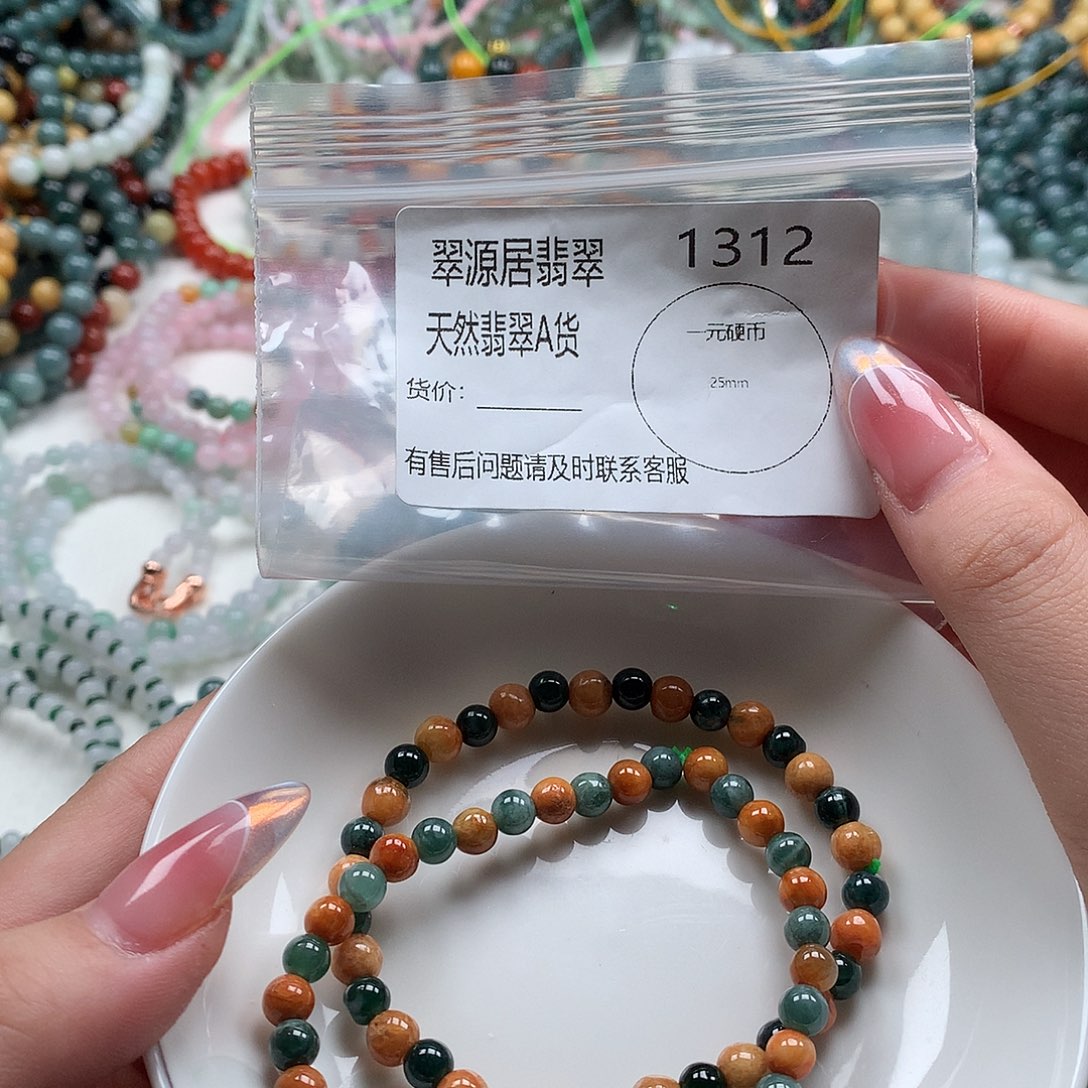 翠源居翡翠
1312
天然翡翠A货
一元硬币
25mm
货价：
有售后问题请及时联系客服